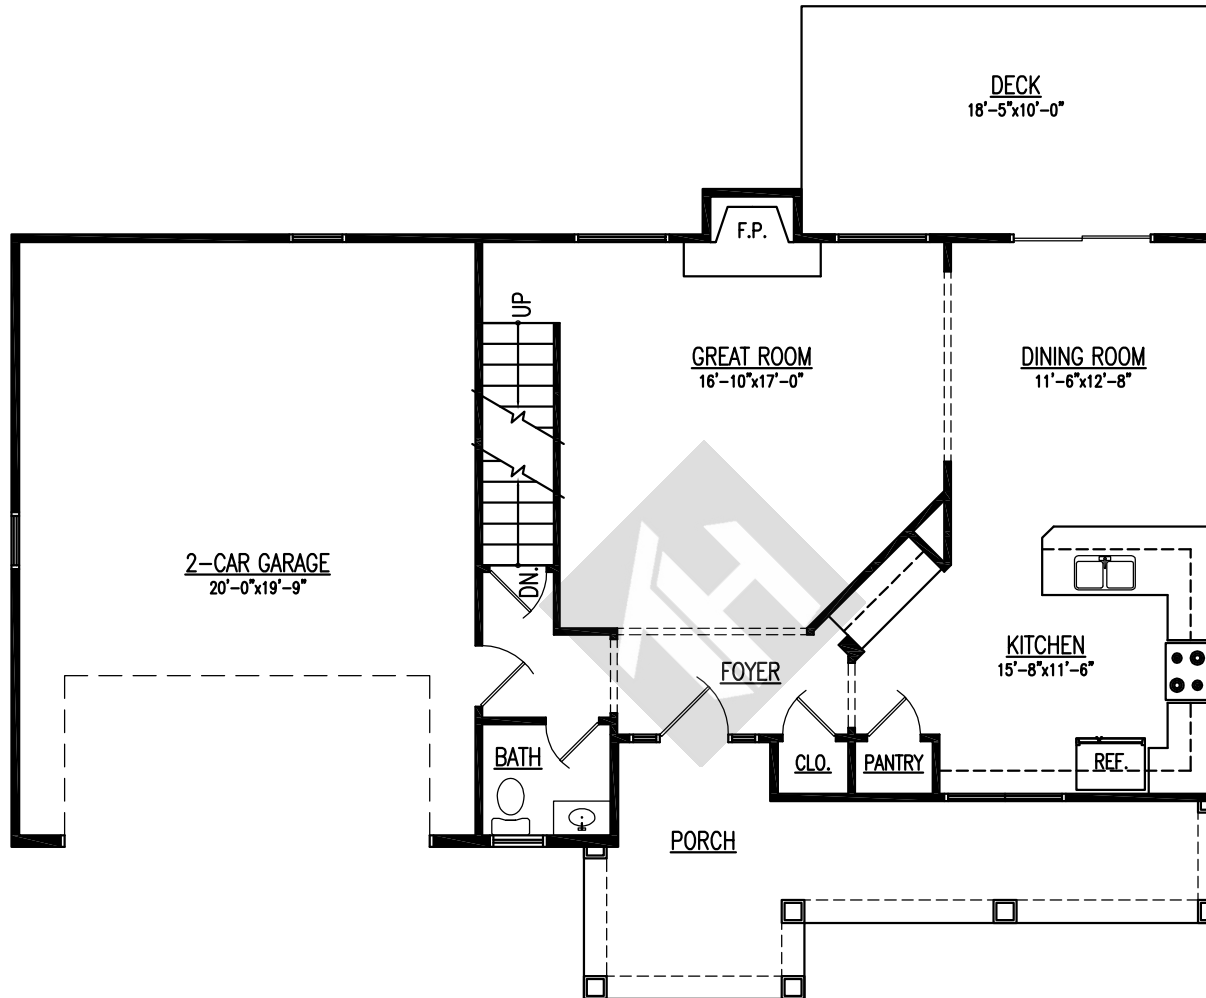 DECK
18'-5"x10'-0"
F.P.
UP
GREAT ROOM
16'-10"x17'-0"
DINING ROOM
11'-6"x12'-8"
2-CAR GARAGE
20'-0"x19'-9"
DN.
KITCHEN
15'-8"x11'-6"
FOYER
BATH
CLO.
PANTRY
REF.
PORCH